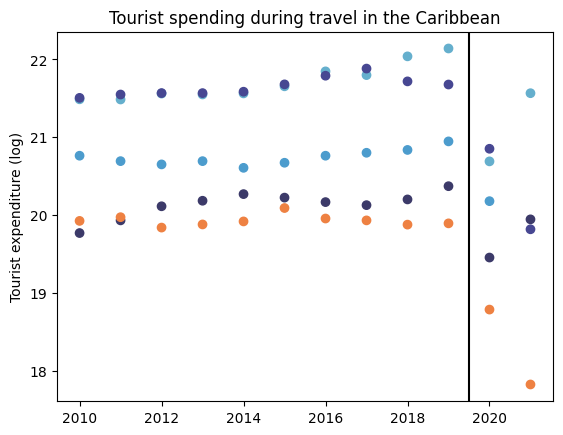 Tourist spending during travel in the Caribbean
Tourist expenditure (log)
22
21
20
19
18
2010 2012 2014 2016 2018 2020